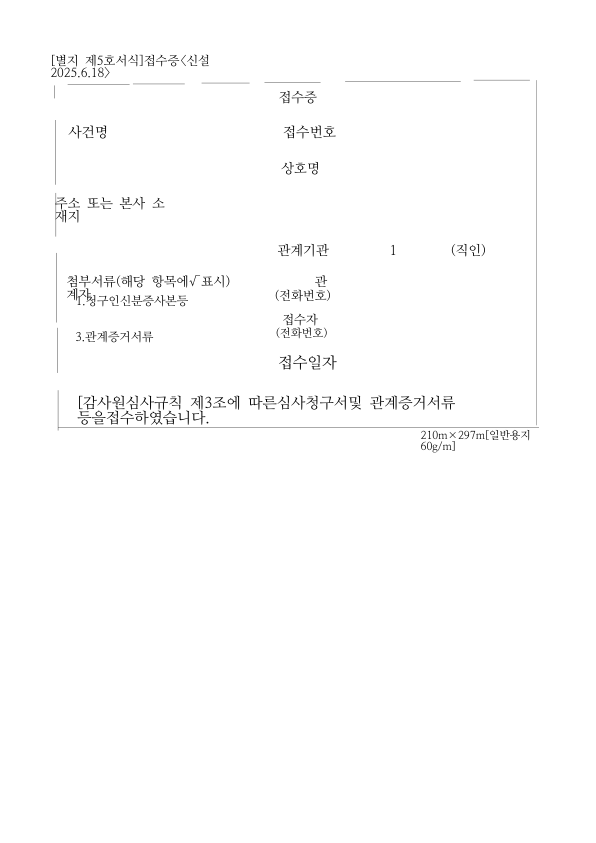 [별지 제5호서식]접수증〈신설
2025.6.18〉
접수증
사건명 접수번호
상호명
주소 또는 본사 소
재지
관계기관 1 (직인)
첨부서류(해당 항목에√표시) 관
계자 (전화번호)
1.청구인신분증사본등
접수자
(전화번호)
3.관계증거서류
접수일자
[감사원심사규칙 제3조에 따른심사청구서및 관계증거서류
등을접수하였습니다.
210m×297m[일반용지
60g/m]